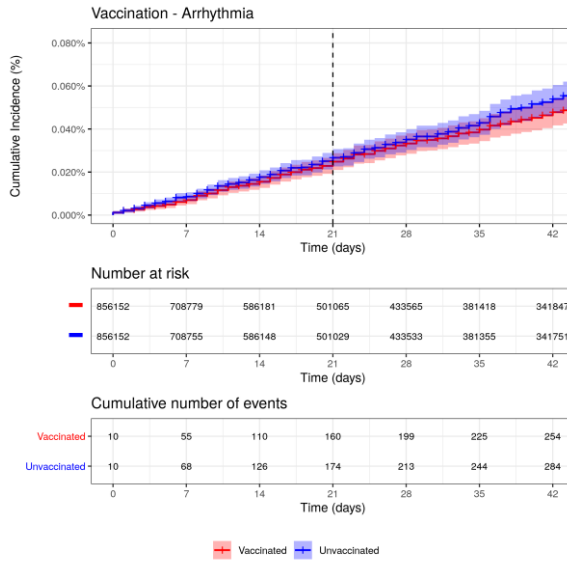 Vaccination - Arrhythmia
Cumulative Incidence (%)
0.080%
0.060%
0.040%
0.020%
0.000%
0 7 14 21 28 35 42
Time (days)
Number at risk
856152 708779 586181 501065 433565 381418 341847
856152 708755 586148 501029 433533 381355 341751
0 7 14 21 28 35 42
Time (days)
Cumulative number of events
Vaccinated 10 55 110 160 199 225 254
Unvaccinated 10 68 126 174 213 244 284
0 7 14 21 28 35 42
Time (days)
Vaccinated Unvaccinated